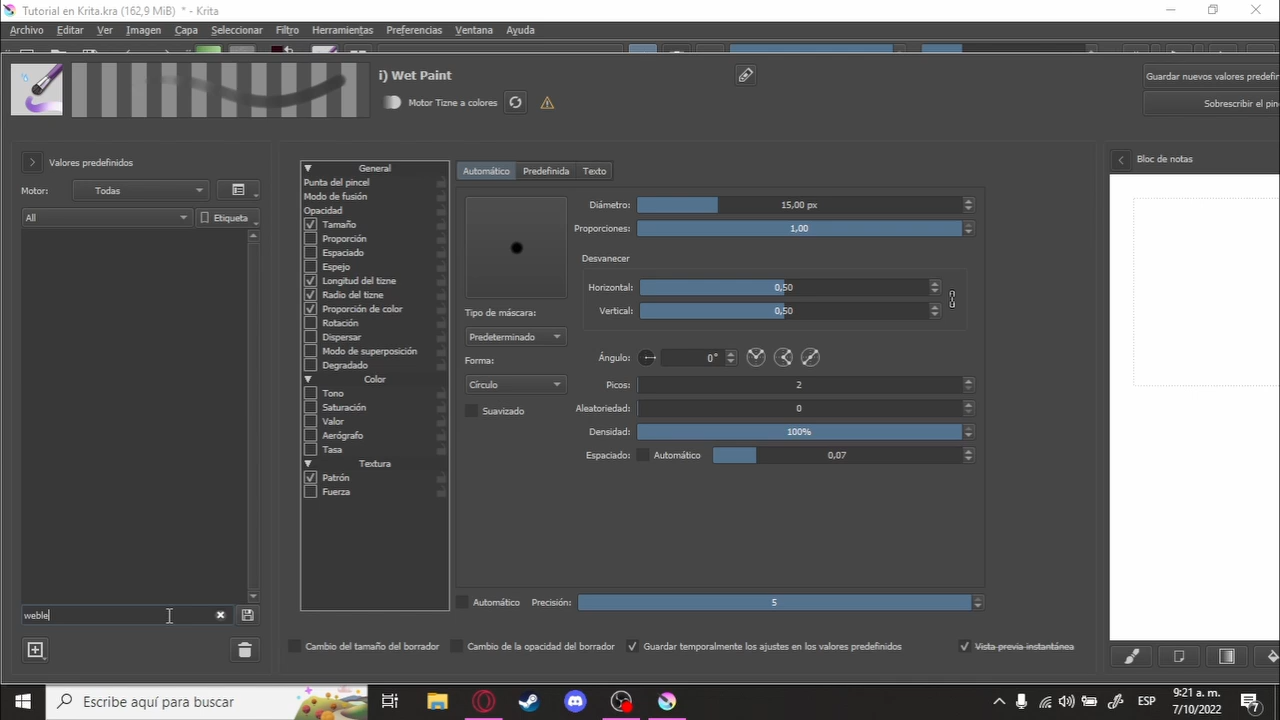 Tutorial en Krita.kra (162,9 MiB) * - Krita
Archivo Editar Ver Imagen Capa Seleccionar Filtro Herramientas Preferencias Ventana Ayuda
i) Wet Paint
Motor Tizne a colores
Guardar nuevos valores predefin
Sobrescribir el pin
Valores predefinidos
Motor: Todas
All Etiqueta
General
Punta del pincel
Modo de fusión
Opacidad
Tamaño
Proporción
Espaciado
Espejo
Longitud del tizne
Radio del tizne
Proporción de color
Rotación
Dispersar
Modo de superposición
Degradado
Color
Tono
Saturación
Valor
Aerógrafo
Tasa
Textura
Patrón
Fuerza
Automático Predefinida Texto
Diámetro: 15,00 px
Proporciones: 1,00
Desvanecer
Horizontal: 0,50
Vertical: 0,50
Tipo de máscara:
Predeterminado
Forma:
Círculo
Suavizado
Ángulo: 0°
Picos: 2
Aleatoriedad: 0
Densidad: 100%
Espaciado: Automático 0,07
Automático Precisión: 5
Bloc de notas
weble
Cambio del tamaño del borrador Cambio de la opacidad del borrador Guardar temporalmente los ajustes en los valores predefinidos Vista previa instantánea
Escribe aquí para buscar
ESP
9:21 a. m.
7/10/2022
7